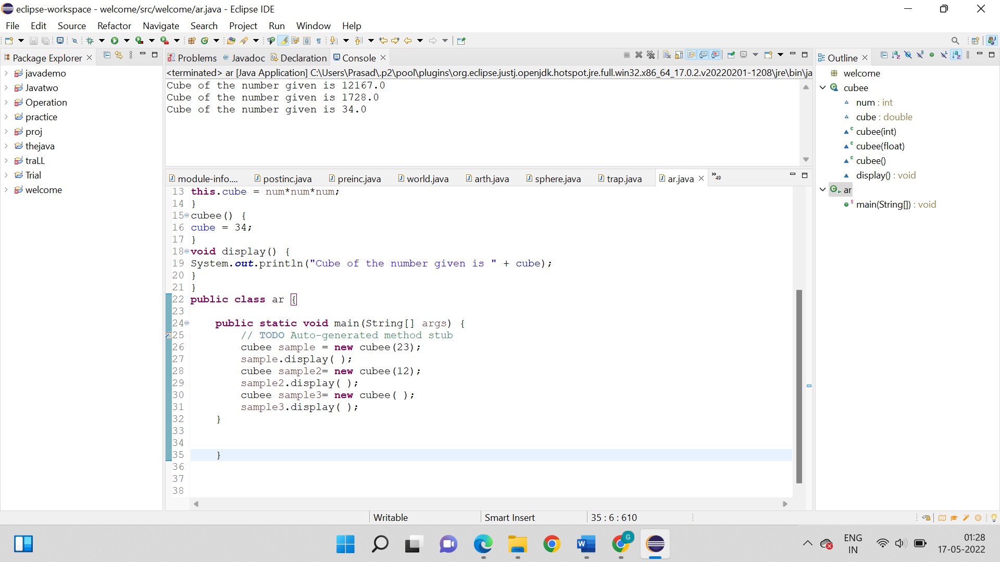 eclipse-workspace - welcome/src/welcome/ar.java - Eclipse IDE
File Edit Source Refactor Navigate Search Project Run Window Help
Package Explorer
javademo
Javatwo
Operation
practice
proj
thejava
traLL
Trial
welcome
Problems @ Javadoc Declaration Console
<terminated> ar [Java Application] C:\Users\Prasad\.p2\pool\plugins\org.eclipse.justj.openjdk.hotspot.jre.full.win32.x86_64_17.0.2.v20220201-1208\jre\bin\ja
Cube of the number given is 12167.0
Cube of the number given is 1728.0
Cube of the number given is 34.0
module-info.... postinc.java preinc.java world.java arth.java sphere.java trap.java ar.java »49
13 this.cube = num*num*num;
14 }
15 cubee() {
16 cube = 34;
17 }
18 void display() {
19 System.out.println("Cube of the number given is " + cube);
20 }
21 }
22 public class ar {
23
24 public static void main(String[] args) {
25 // TODO Auto-generated method stub
26 cubee sample = new cubee(23);
27 sample.display( );
28 cubee sample2= new cubee(12);
29 sample2.display( );
30 cubee sample3= new cubee( );
31 sample3.display( );
32 }
33
34
35 }
36
37
38
Outline
welcome
cubee
num : int
cube : double
cubee(int)
cubee(float)
cubee()
display() : void
ar
main(String[]) : void
Writable Smart Insert 35 : 6 : 610
ENG
IN
01:28
17-05-2022